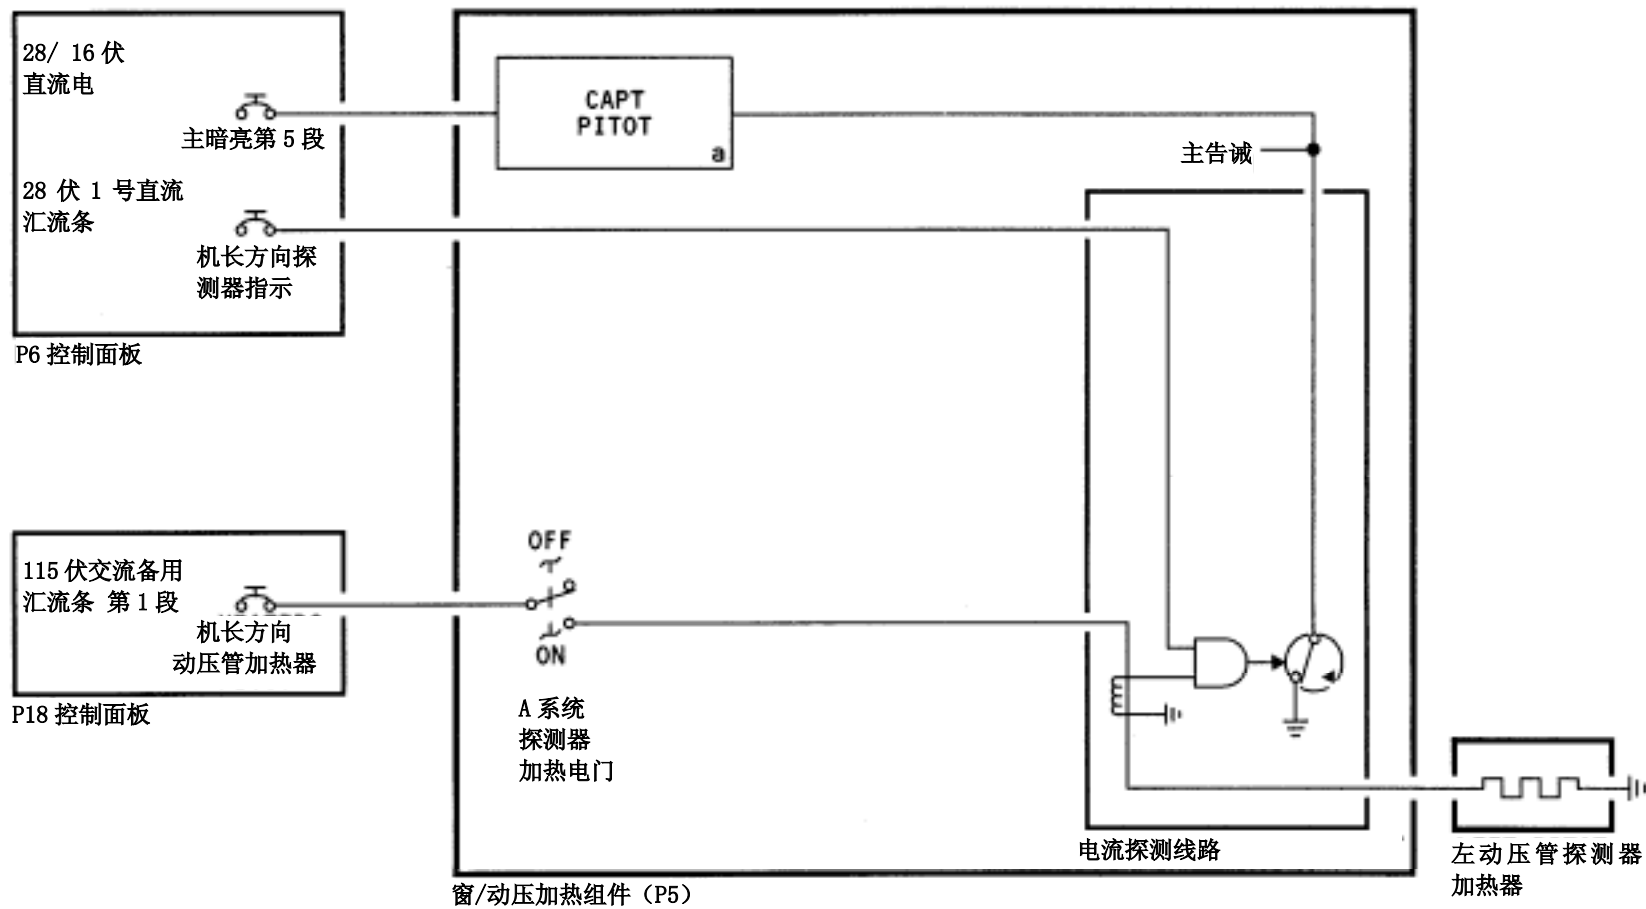 28/ 16 伏
直流电
主暗亮第 5 段
28 伏 1 号直流
汇流条
机长方向探
测器指示
P6 控制面板
CAPT
PITOT
a
主告诫
115 伏交流备用
汇流条 第 1 段
机长方向
动压管加热器
P18 控制面板
OFF
ON
A 系统
探测器
加热电门
电流探测线路
窗/动压加热组件（P5）
左动压管探测器
加热器